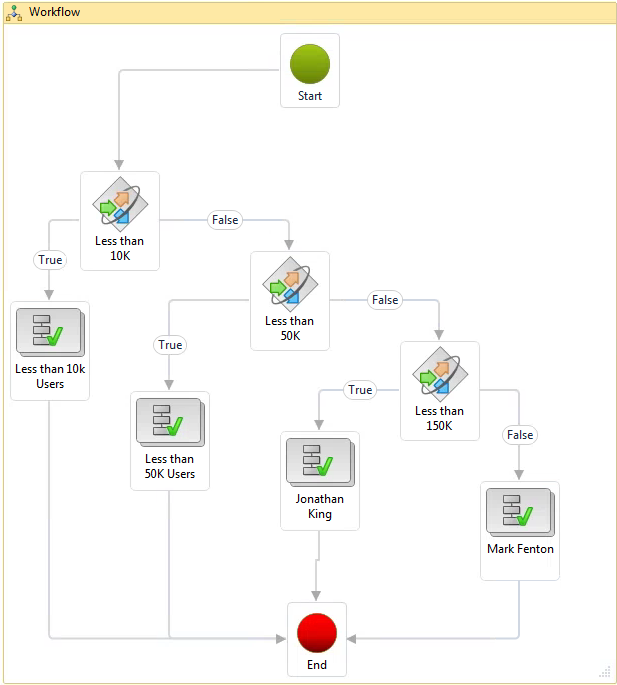 Workflow
Start
Less than
10K
False
True
Less than
50K
False
Less than 10k
Users
True
Less than
150K
True
Less than
50K Users
False
Jonathan
King
Mark Fenton
End